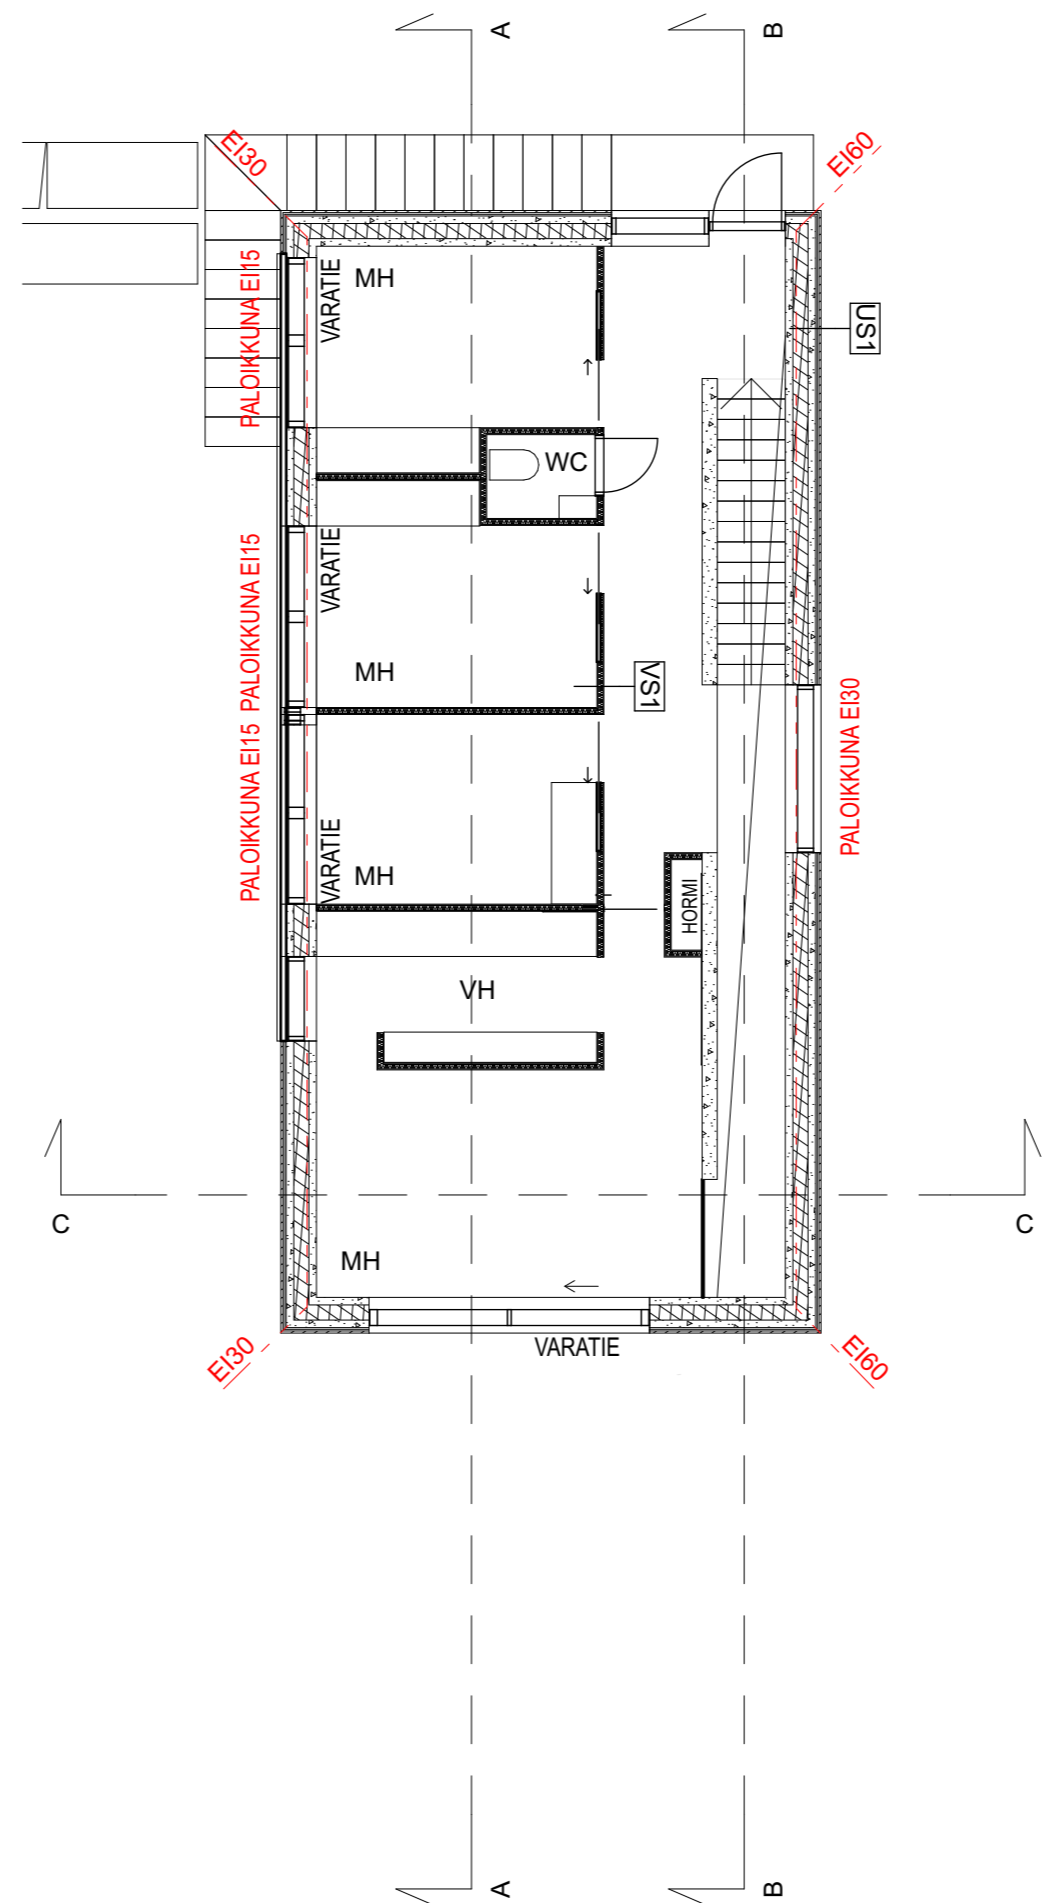 A
B
EI30
EI60
PALOIKKUNA EI15
VARATIE
MH
US1
WC
PALOIKKUNA EI15
VARATIE
MH
VS1
PALOIKKUNA EI30
PALOIKKUNA EI15
VARATIE
MH
HORMI
VH
C
C
MH
VARATIE
EI30
EI60
A
B